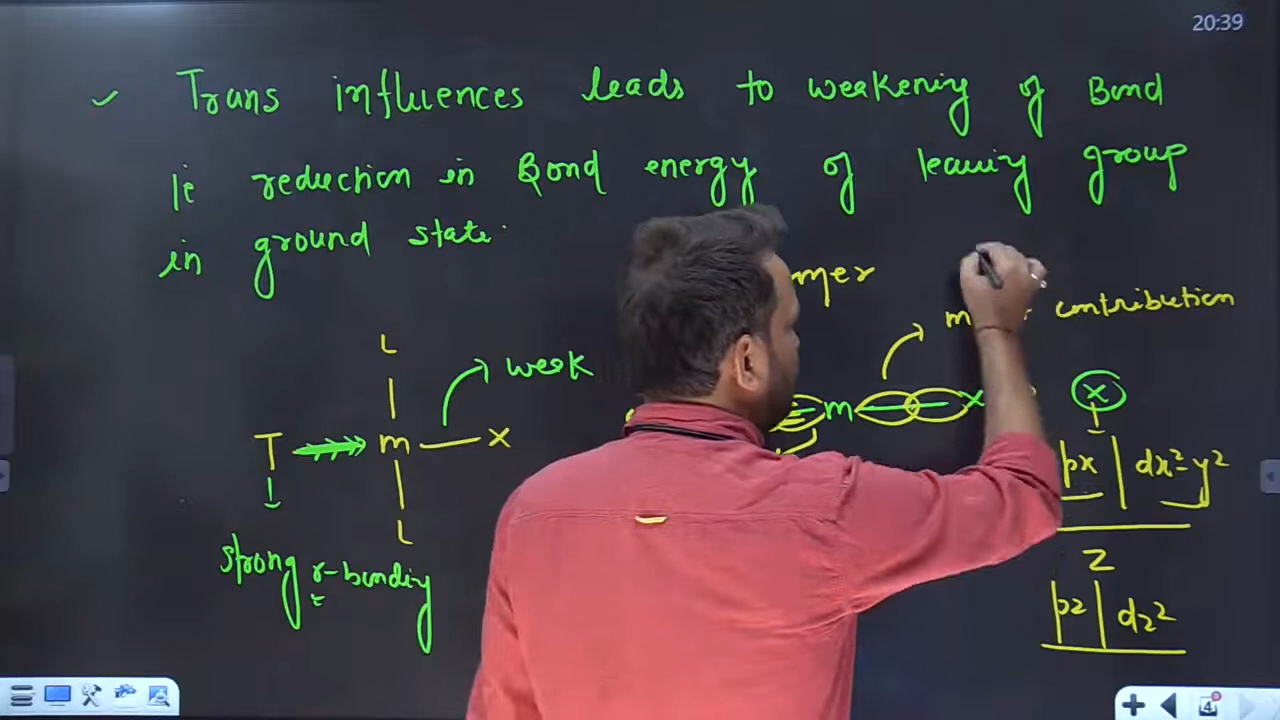 20:39
✓ Trans influences leads to weakening of Bond
ie reduction in Bond energy of leaving group
in ground state.
mer
contribution
L
weak
T m X
L
strong σ-bonding
m X
X
px | dx²-y²
Z
pz | dz²
4